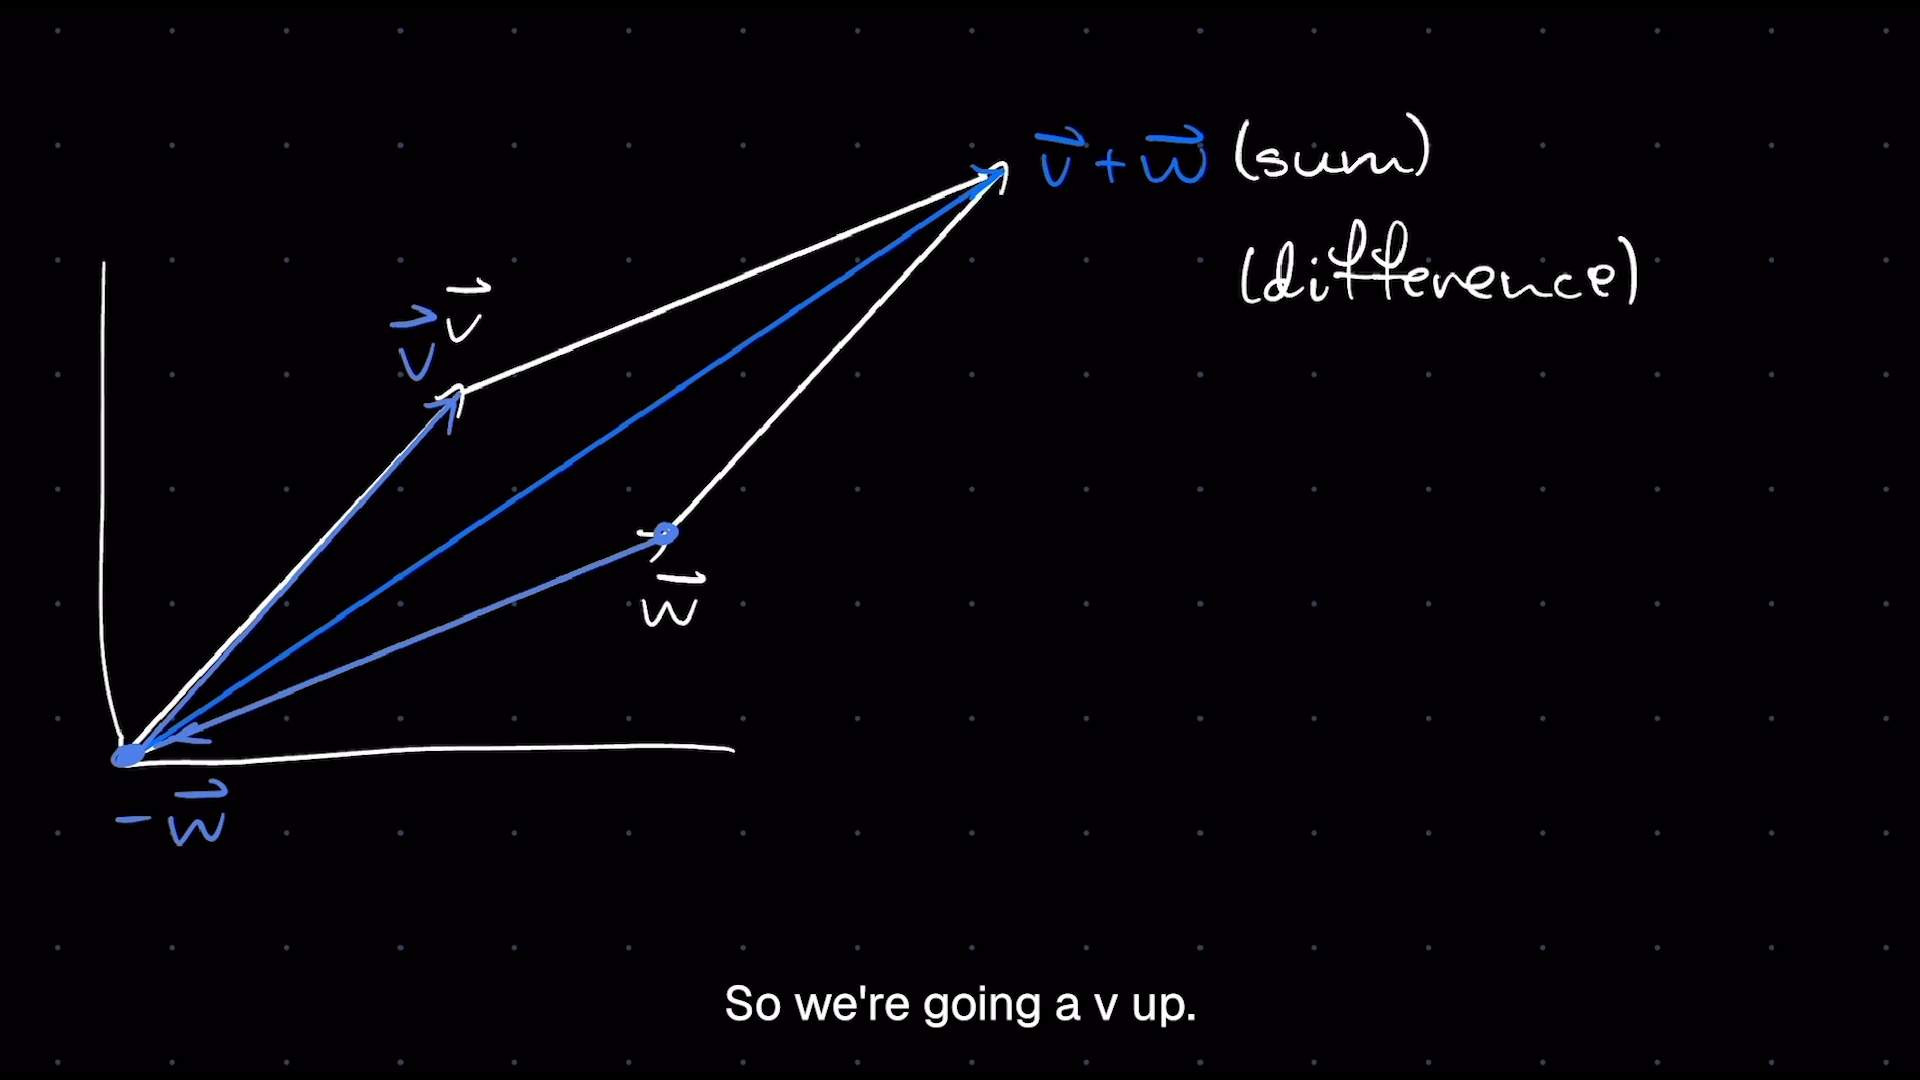 v⃗ + w⃗ (sum)
(difference)
v⃗ v⃗
w⃗
- w⃗
So we're going a v up.